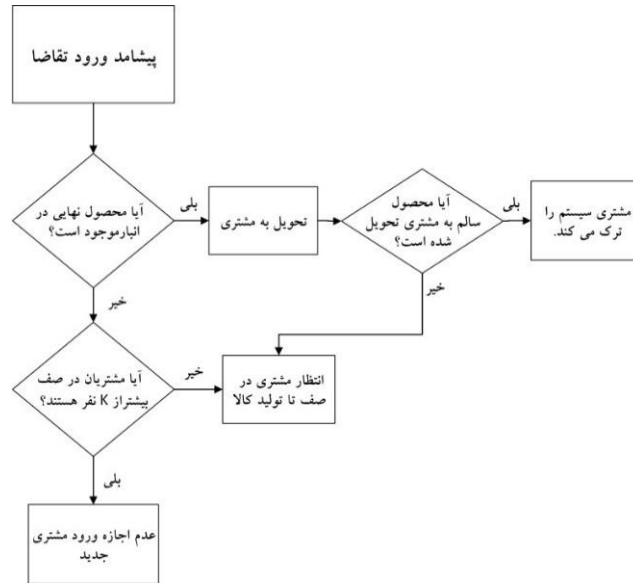 پیشامد ورود تقاضا
آیا محصول نهایی در
انبارموجود است؟
بلی
تحویل به مشتری
آیا محصول
سالم به مشتری تحویل
شده است؟
بلی
مشتری سیستم را
ترک می کند.
خیر
خیر
آیا مشتریان در صف
بیشتراز K نفر هستند؟
خیر
انتظار مشتری در
صف تا تولید کالا
بلی
عدم اجازه ورود مشتری
جدید